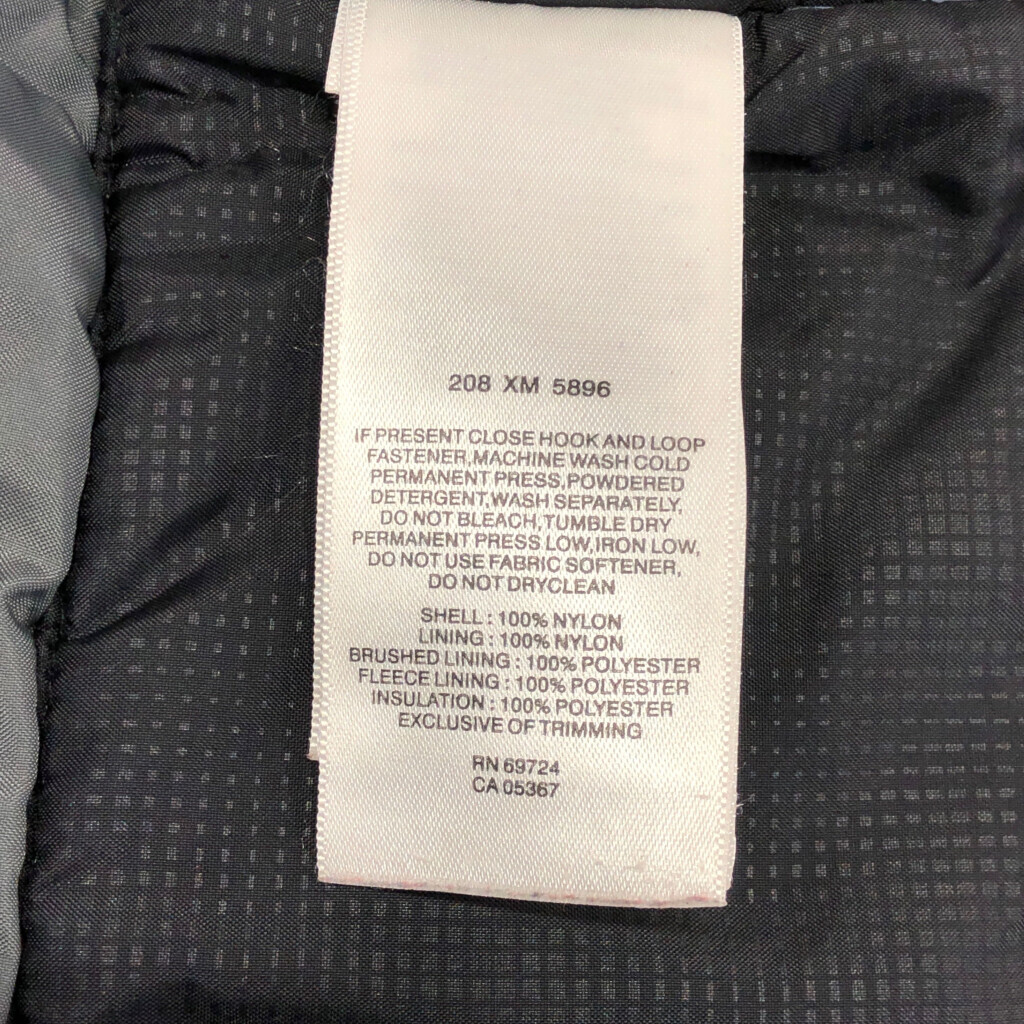 208 XM 5896
IF PRESENT CLOSE HOOK AND LOOP
FASTENER,MACHINE WASH COLD
PERMANENT PRESS,POWDERED
DETERGENT,WASH SEPARATELY,
DO NOT BLEACH,TUMBLE DRY
PERMANENT PRESS LOW,IRON LOW,
DO NOT USE FABRIC SOFTENER,
DO NOT DRYCLEAN
SHELL : 100% NYLON
LINING : 100% NYLON
BRUSHED LINING : 100% POLYESTER
FLEECE LINING : 100% POLYESTER
INSULATION : 100% POLYESTER
EXCLUSIVE OF TRIMMING
RN 69724
CA 05367